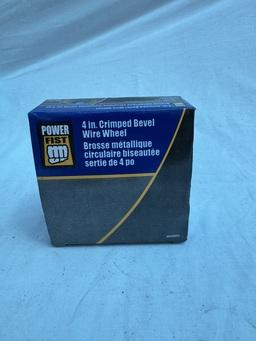 POWER
FIST
4 in. Crimped Bevel
Wire Wheel
Brosse métallique
circulaire biseautée
sertie de 4 po